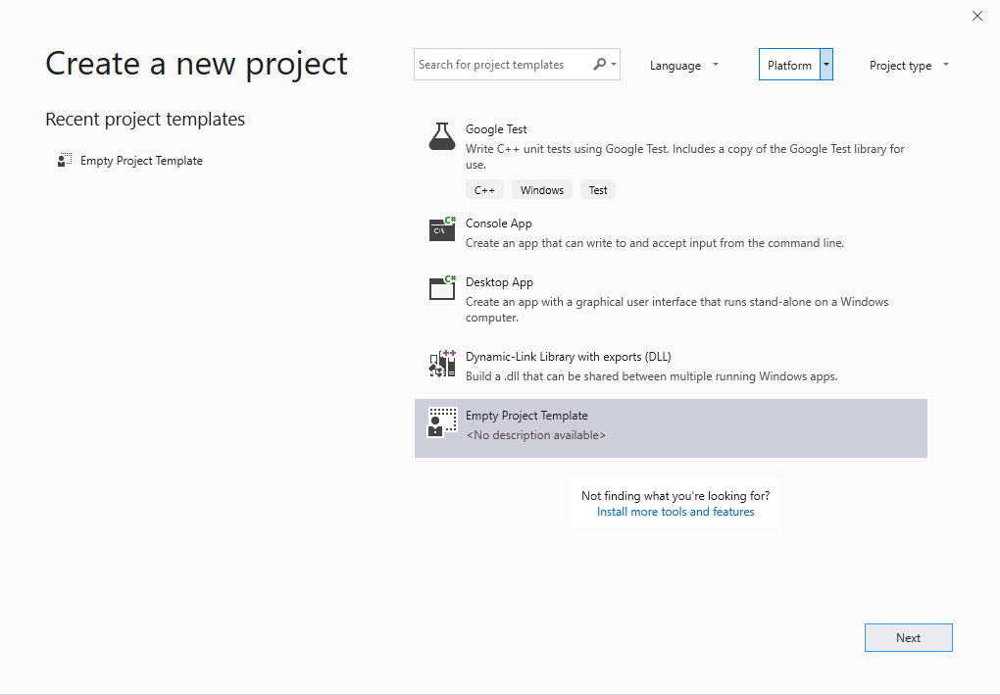 Create a new project
Search for project templates
Language
Platform
Project type
Recent project templates
Empty Project Template
Google Test
Write C++ unit tests using Google Test. Includes a copy of the Google Test library for
use.
C++
Windows
Test
C#
C:\
Console App
Create an app that can write to and accept input from the command line.
C#
Desktop App
Create an app with a graphical user interface that runs stand-alone on a Windows
computer.
++
Dynamic-Link Library with exports (DLL)
Build a .dll that can be shared between multiple running Windows apps.
Empty Project Template
<No description available>
Not finding what you're looking for?
Install more tools and features
Next